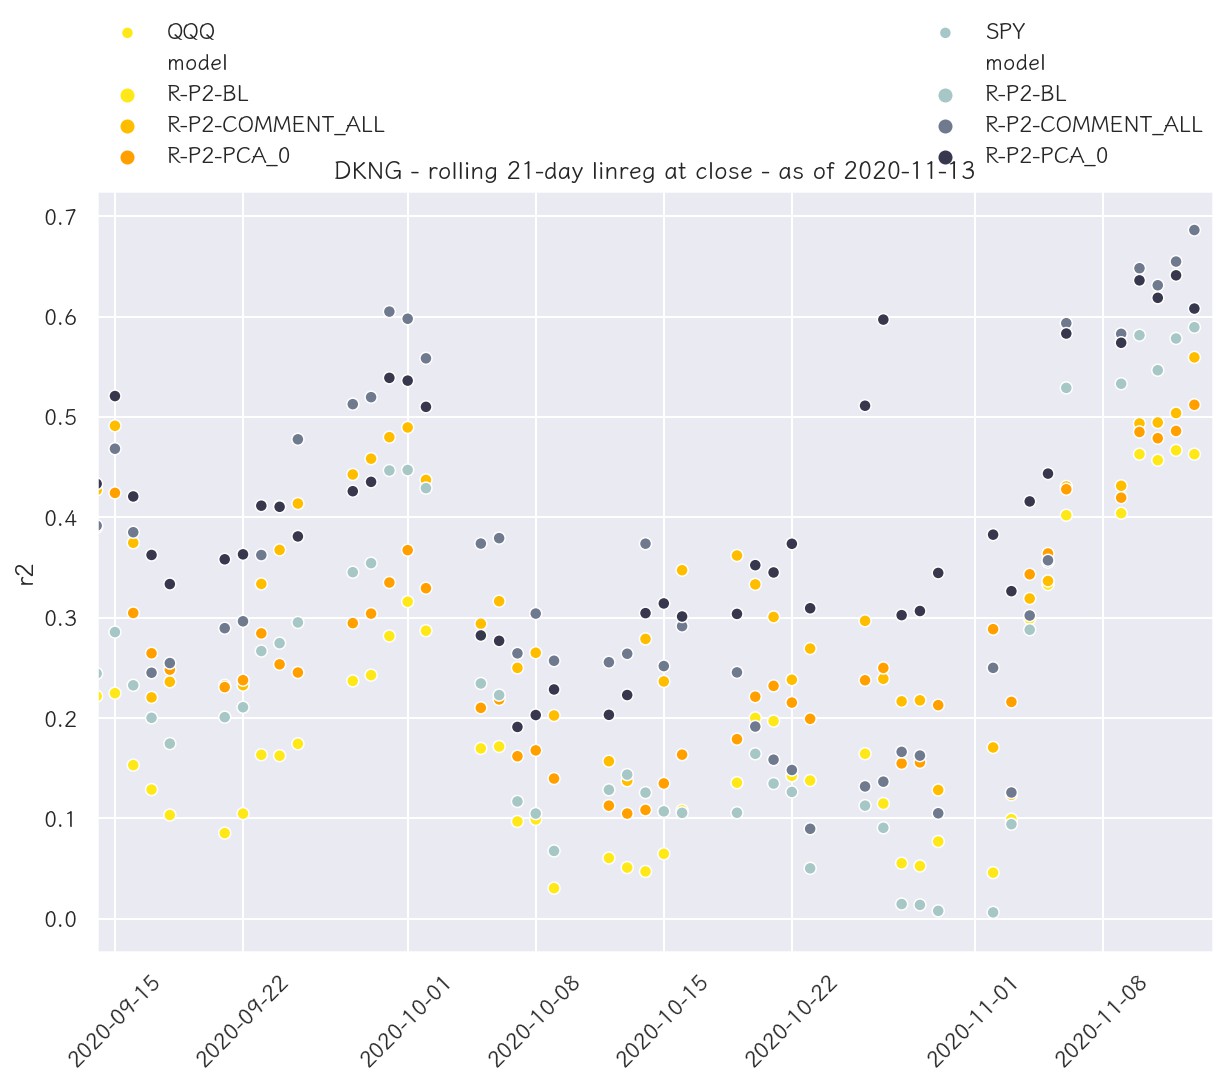 QQQ
model
R-P2-BL
R-P2-COMMENT_ALL
R-P2-PCA_0
SPY
model
R-P2-BL
R-P2-COMMENT_ALL
R-P2-PCA_0
DKNG - rolling 21-day linreg at close - as of 2020-11-13
0.7
0.6
0.5
0.4
0.3
0.2
0.1
0.0
r2
2020-09-15
2020-09-22
2020-10-01
2020-10-08
2020-10-15
2020-10-22
2020-11-01
2020-11-08